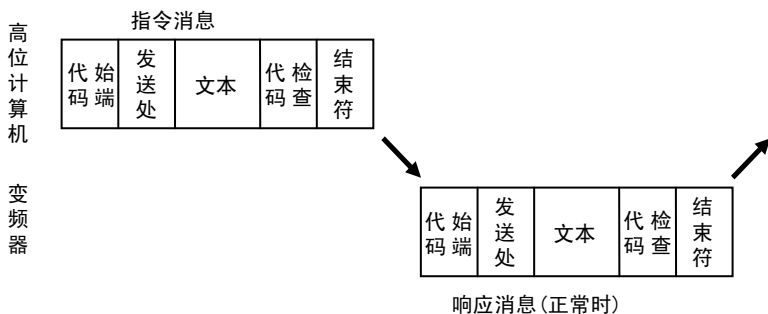 指令消息
高位计算机
代码 始端
发送处
文本
代码 检查
结束符
变频器
代码 始端
发送处
文本
代码 检查
结束符
响应消息(正常时)